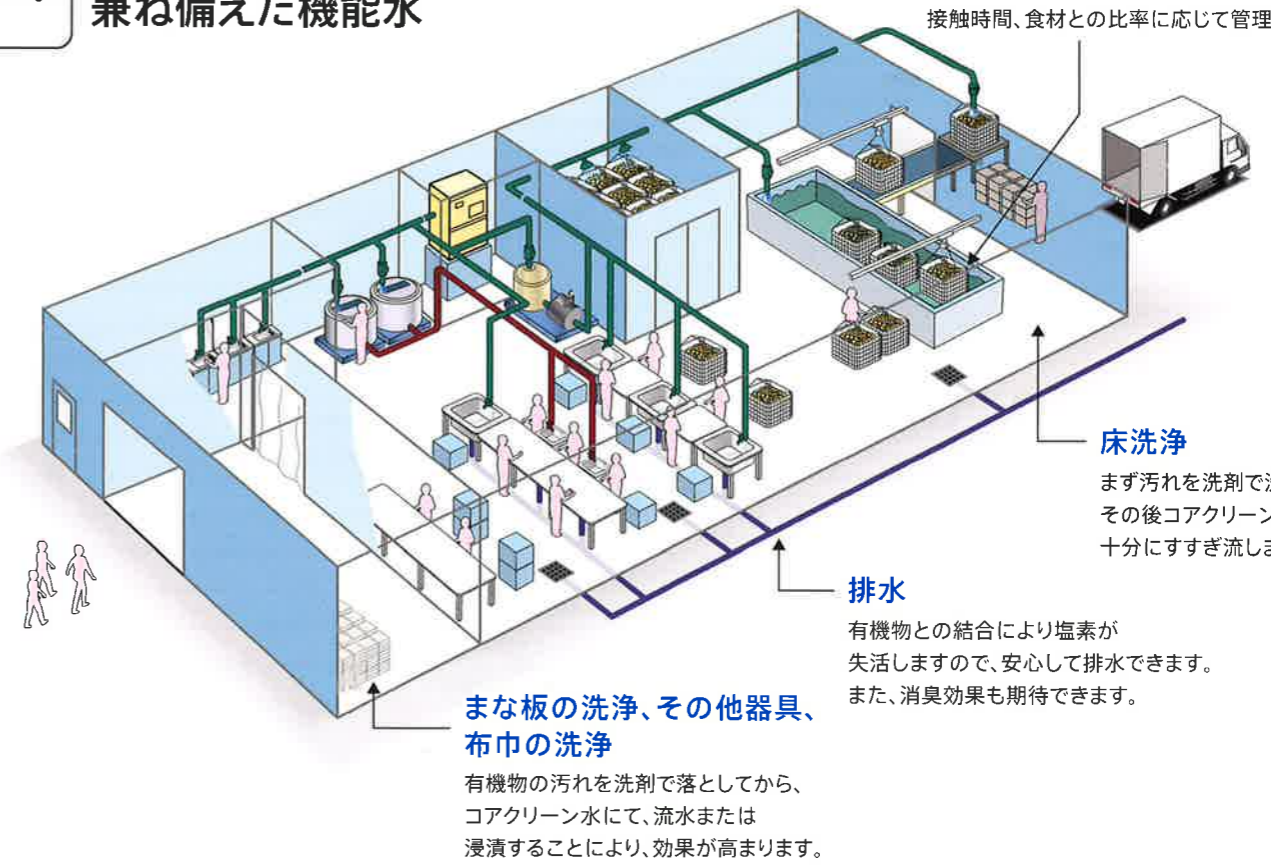 兼ね備えた機能水
接触時間、食材との比率に応じて管理
床洗浄
まず汚れを洗剤で
その後コアクリーン
十分にすすぎ流しま
排水
有機物との結合により塩素が
失活しますので、安心して排水できます。
また、消臭効果も期待できます。
まな板の洗浄、その他器具、
布巾の洗浄
有機物の汚れを洗剤で落としてから、
コアクリーン水にて、流水または
浸漬することにより、効果が高まります。